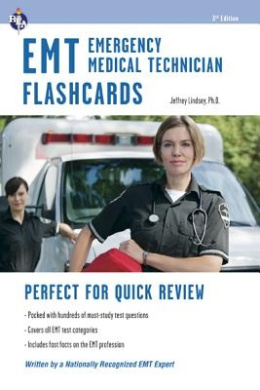 REA
3rd Edition
EMT EMERGENCY
MEDICAL TECHNICIAN
FLASHCARDS
Jeffrey Lindsey, Ph.D.
PERFECT FOR QUICK REVIEW
• Packed with hundreds of must-study test questions
• Covers all EMT test categories
• Includes fast facts on the EMT profession
Written by a Nationally Recognized EMT Expert